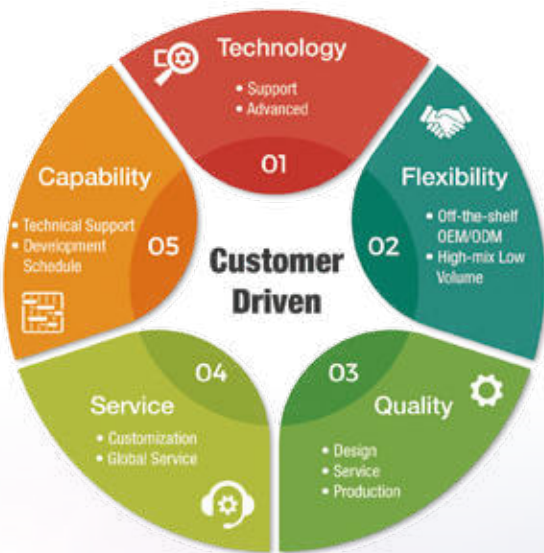 Technology
• Support
• Advanced
01
Flexibility
• Off-the-shelf
OEM/ODM
• High-mix Low
Volume
02
Quality
• Design
• Service
• Production
03
Service
• Customization
• Global Service
04
Capability
• Technical Support
• Development
Schedule
05
Customer
Driven